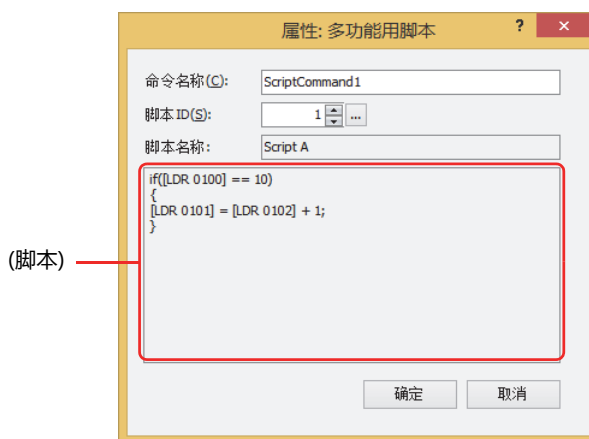 属性: 多功能用脚本 ? ×
命令名称(C): ScriptCommand1
脚本 ID(S): 1 ...
脚本名称: Script A
if([LDR 0100] == 10)
{
[LDR 0101] = [LDR 0102] + 1;
}
(脚本)
确定 取消